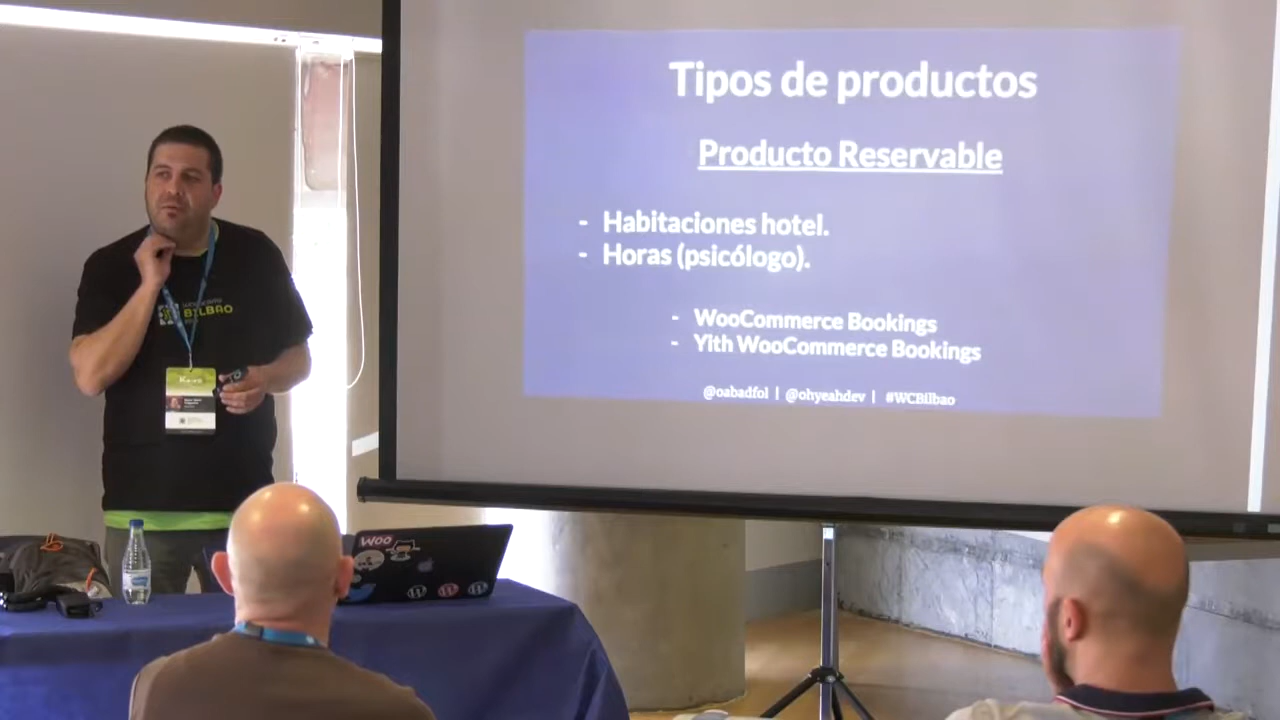 Tipos de productos
Producto Reservable
- Habitaciones hotel.
- Horas (psicólogo).
- WooCommerce Bookings
- Yith WooCommerce Bookings
@oabadfol | @ohyeahdev | #WCBilbao
BILBAO
WOO